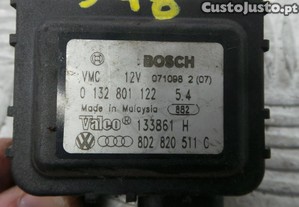 CustoJusto.pt
BOSCH
VMC 12V 071098 2 (07)
0 132 801 122 5.4
Made in Malaysia 882
Valeo 133861 H
8D2 820 511 C